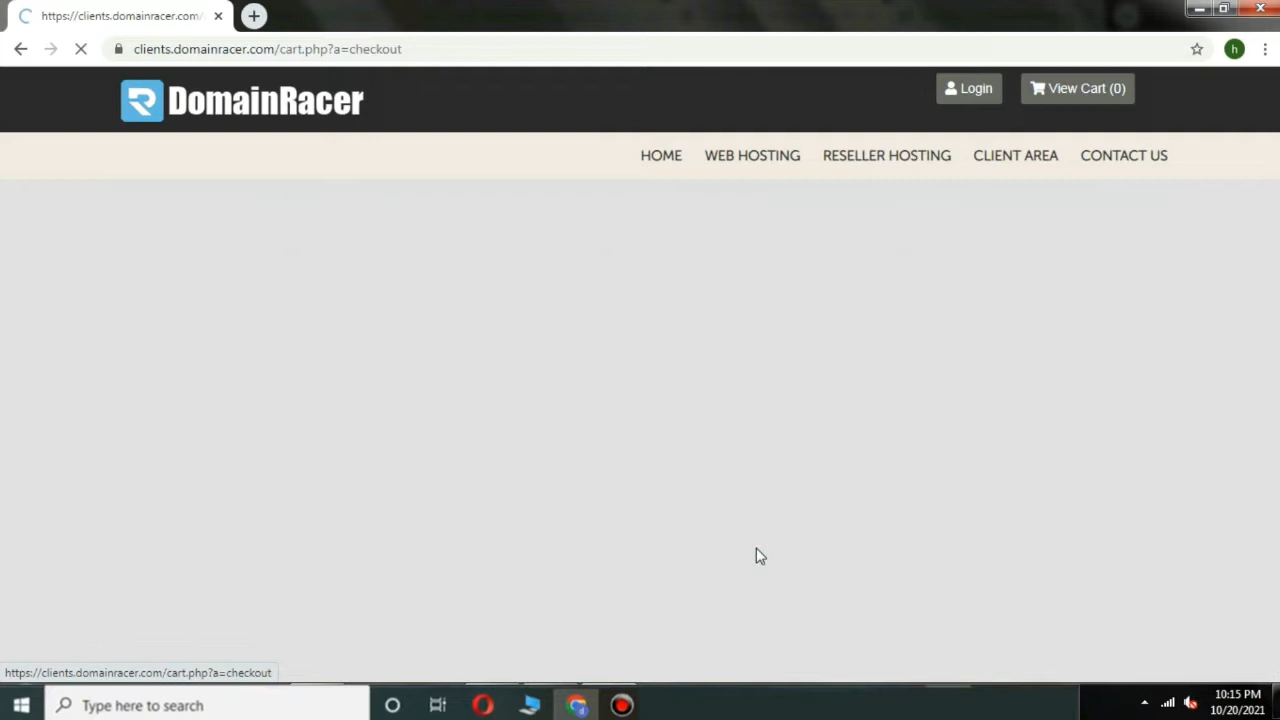 https://clients.domainracer.com/
clients.domainracer.com/cart.php?a=checkout
h
DomainRacer
Login
View Cart (0)
HOME
WEB HOSTING
RESELLER HOSTING
CLIENT AREA
CONTACT US
https://clients.domainracer.com/cart.php?a=checkout
Type here to search
10:15 PM
10/20/2021